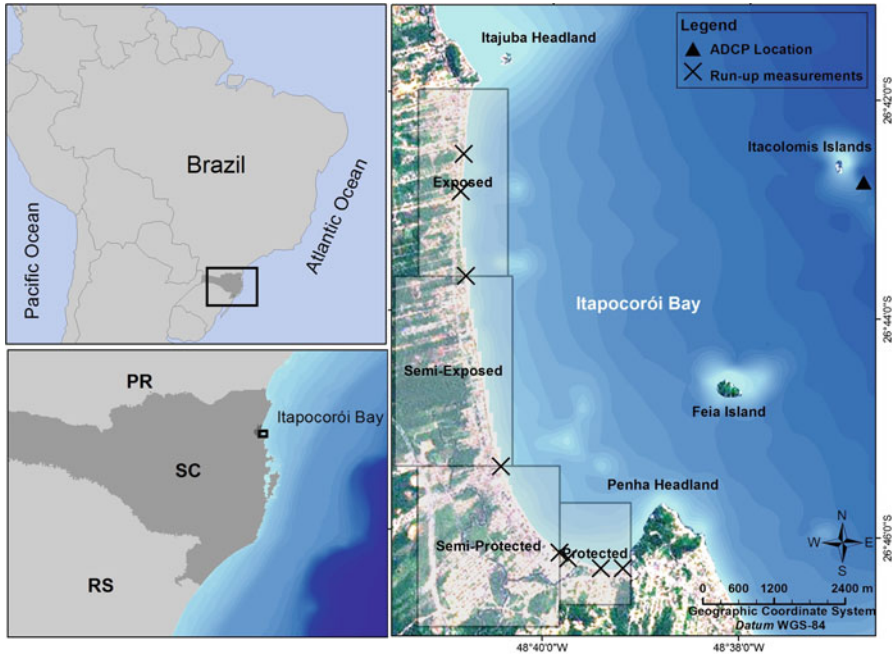 Brazil
Pacific Ocean
Atlantic Ocean
PR
Itapocorói Bay
SC
RS
Legend
ADCP Location
Run-up measurements
Itajuba Headland
Itacolomis Islands
Exposed
Itapocorói Bay
Semi-Exposed
Feia Island
Penha Headland
Semi-Protected
Protected
N
W E
S
0 600 1200 2400 m
Geographic Coordinate System
Datum WGS-84
26°42'0"S
26°44'0"S
26°46'0"S
48°40'0"W
48°38'0"W